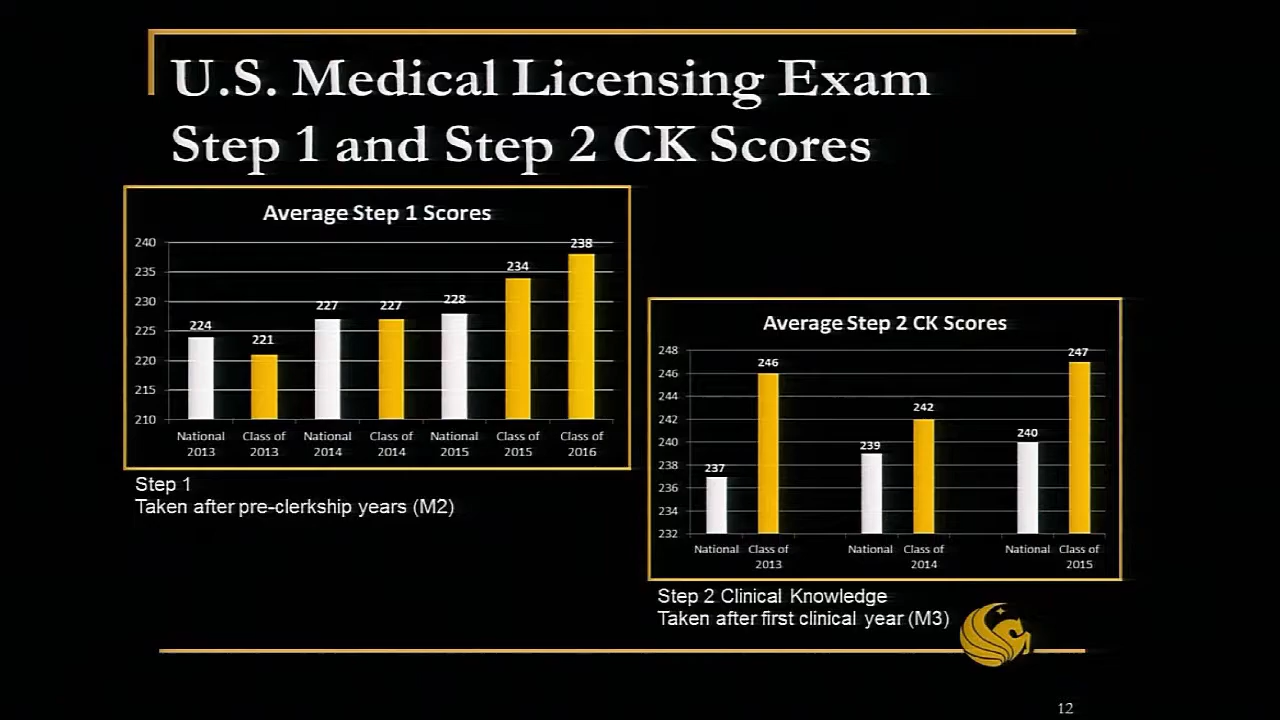 U.S. Medical Licensing Exam
Step 1 and Step 2 CK Scores
Average Step 1 Scores
240
235
230
225
220
215
210
224
221
227
227
228
234
238
National 2013
Class of 2013
National 2014
Class of 2014
National 2015
Class of 2015
Class of 2016
Step 1
Taken after pre-clerkship years (M2)
Average Step 2 CK Scores
248
246
244
242
240
238
236
234
232
237
246
239
242
240
247
National
Class of 2013
National
Class of 2014
National
Class of 2015
Step 2 Clinical Knowledge
Taken after first clinical year (M3)
12